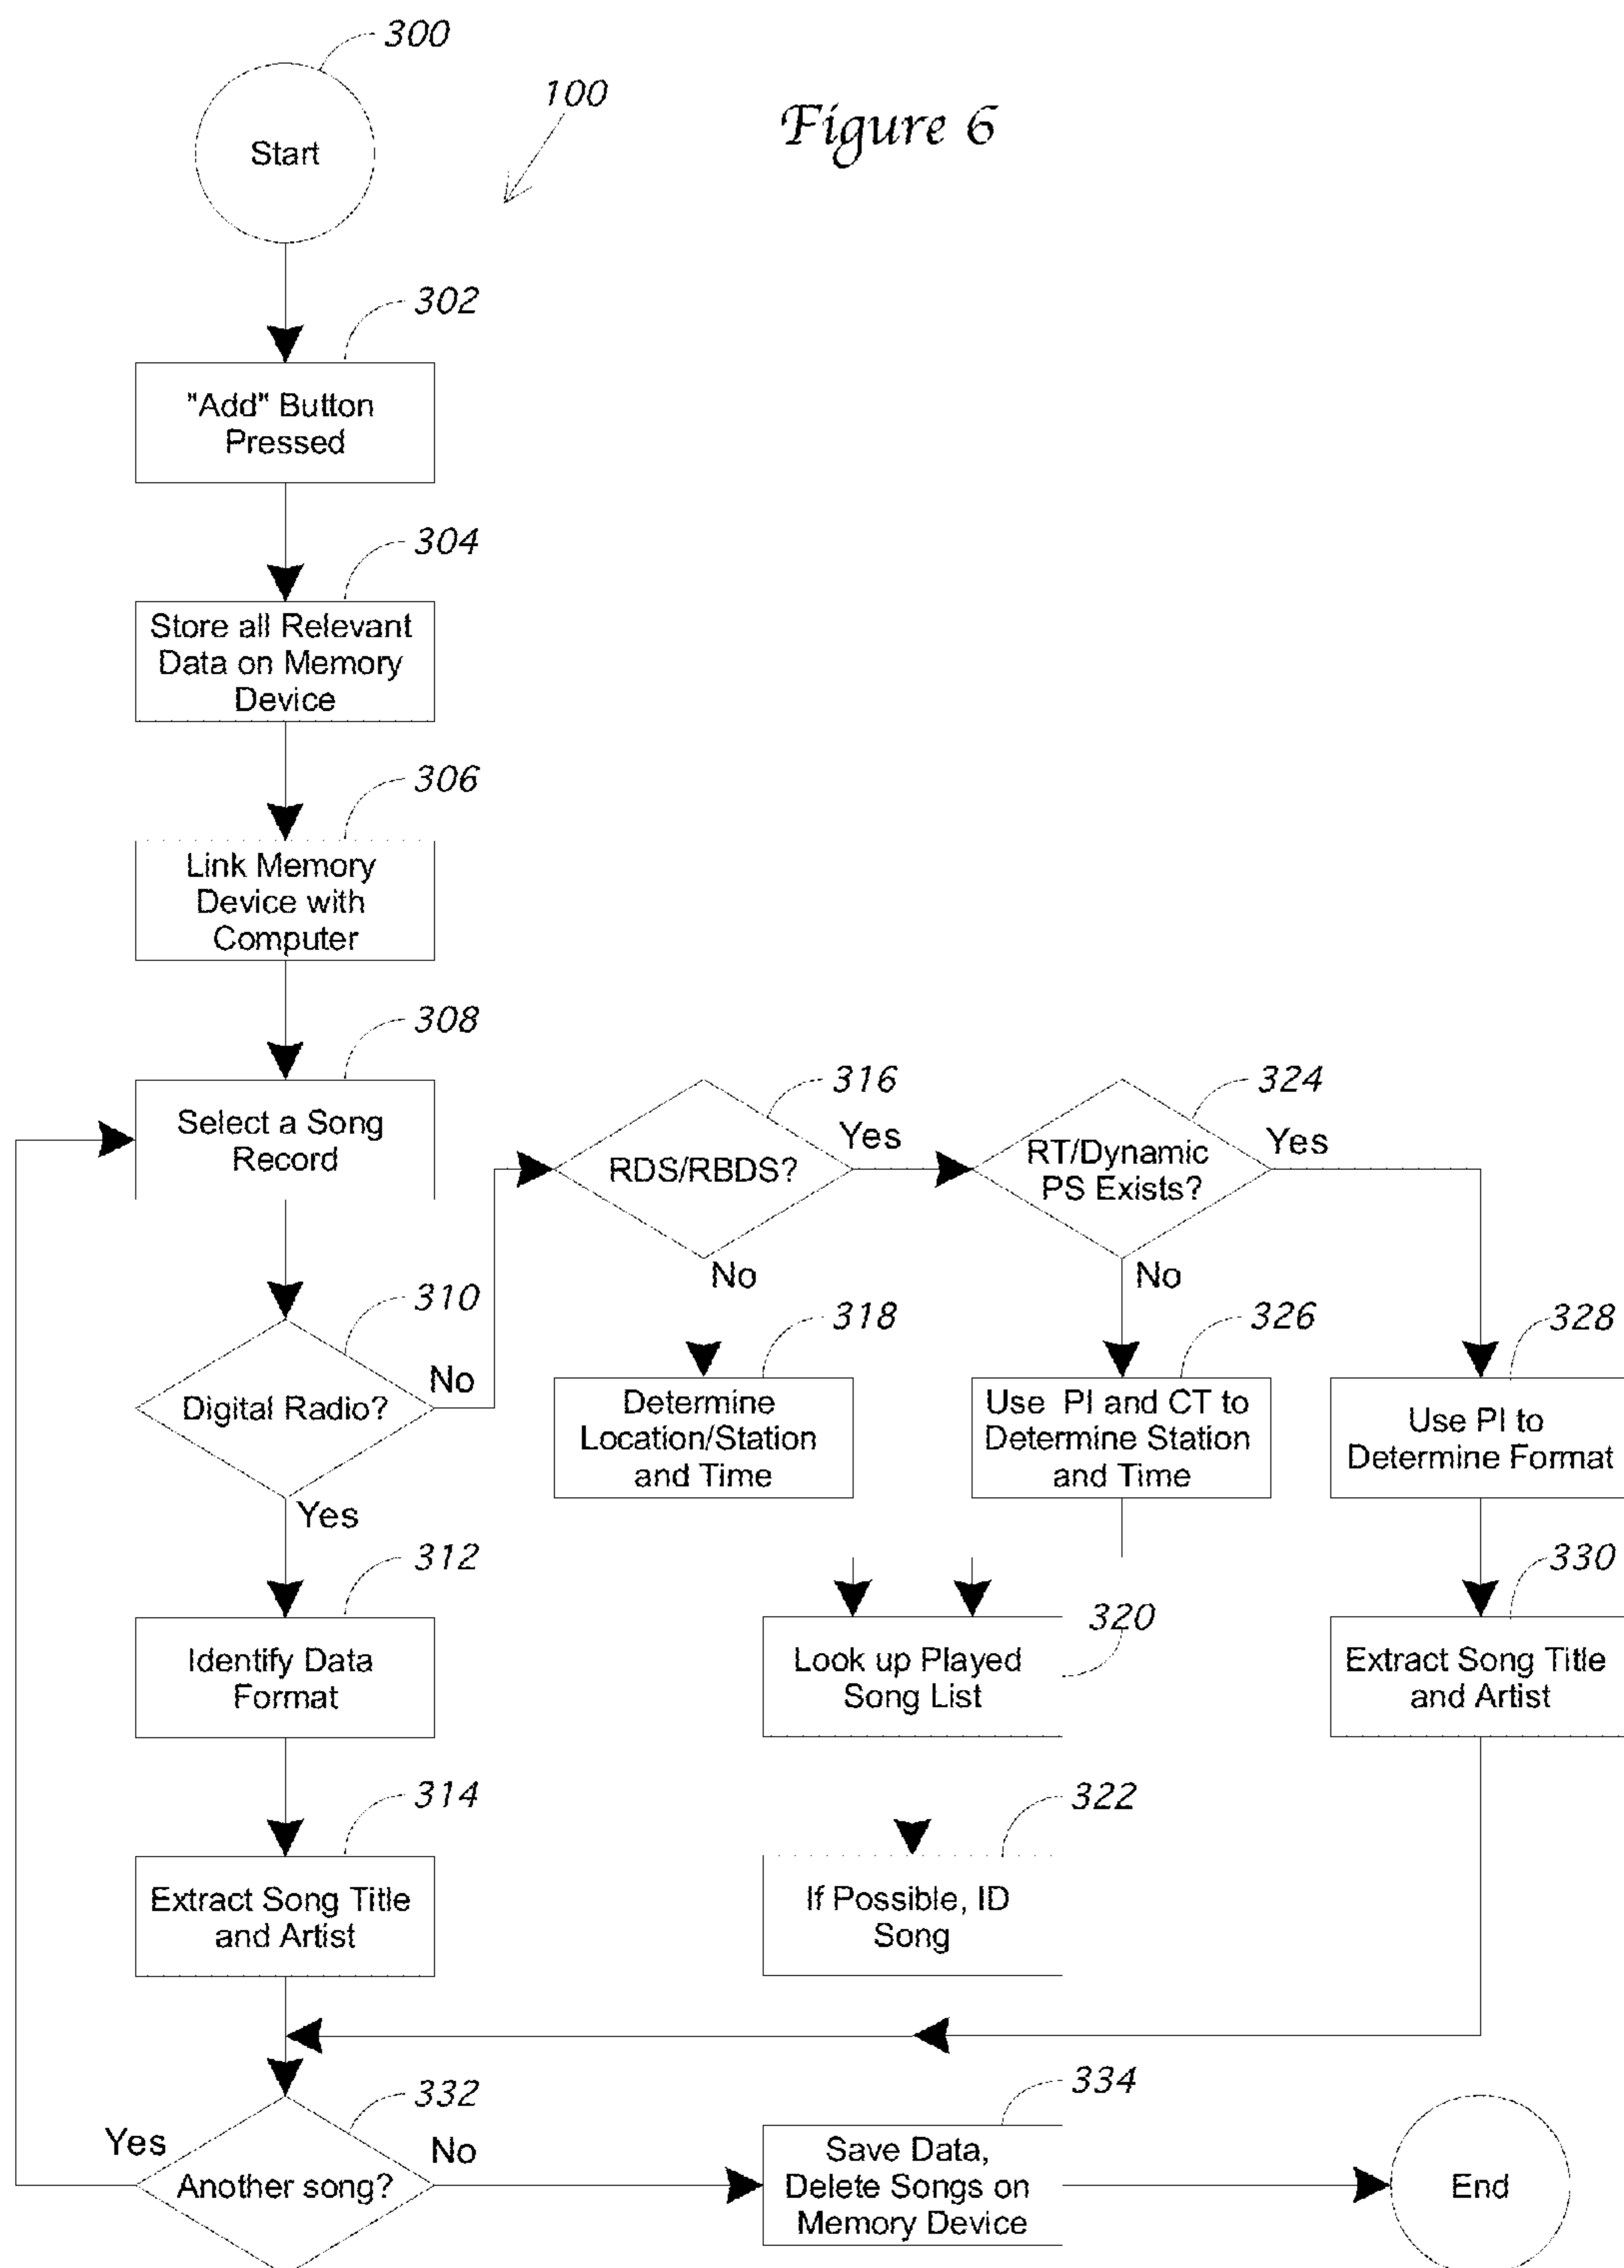 300
100
Figure 6
Start
302
"Add" Button
Pressed
304
Store all Relevant
Data on Memory
Device
306
Link Memory
Device with
Computer
308
Select a Song
Record
316
RDS/RBDS?
Yes
No
324
RT/Dynamic
PS Exists?
Yes
No
310
Digital Radio?
No
Yes
318
Determine
Location/Station
and Time
326
Use PI and CT to
Determine Station
and Time
328
Use PI to
Determine Format
312
Identify Data
Format
320
Look up Played
Song List
330
Extract Song Title
and Artist
314
Extract Song Title
and Artist
322
If Possible, ID
Song
332
Another song?
Yes
No
334
Save Data,
Delete Songs on
Memory Device
End